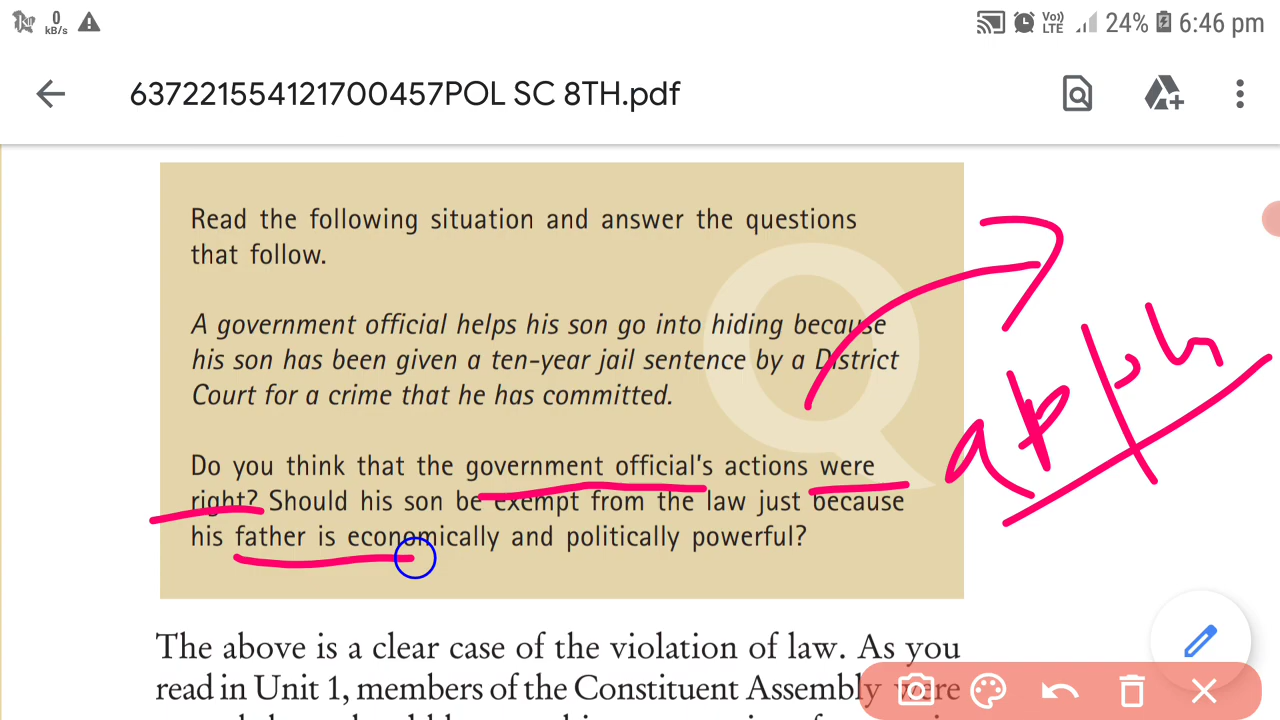 0
kB/s
Vo))
LTE
24%
6:46 pm
637221554121700457POL SC 8TH.pdf
Read the following situation and answer the questions
that follow.
A government official helps his son go into hiding because
his son has been given a ten-year jail sentence by a District
Court for a crime that he has committed.
Do you think that the government official's actions were
right? Should his son be exempt from the law just because
his father is economically and politically powerful?
The above is a clear case of the violation of law. As you
read in Unit 1, members of the Constituent Assembly were